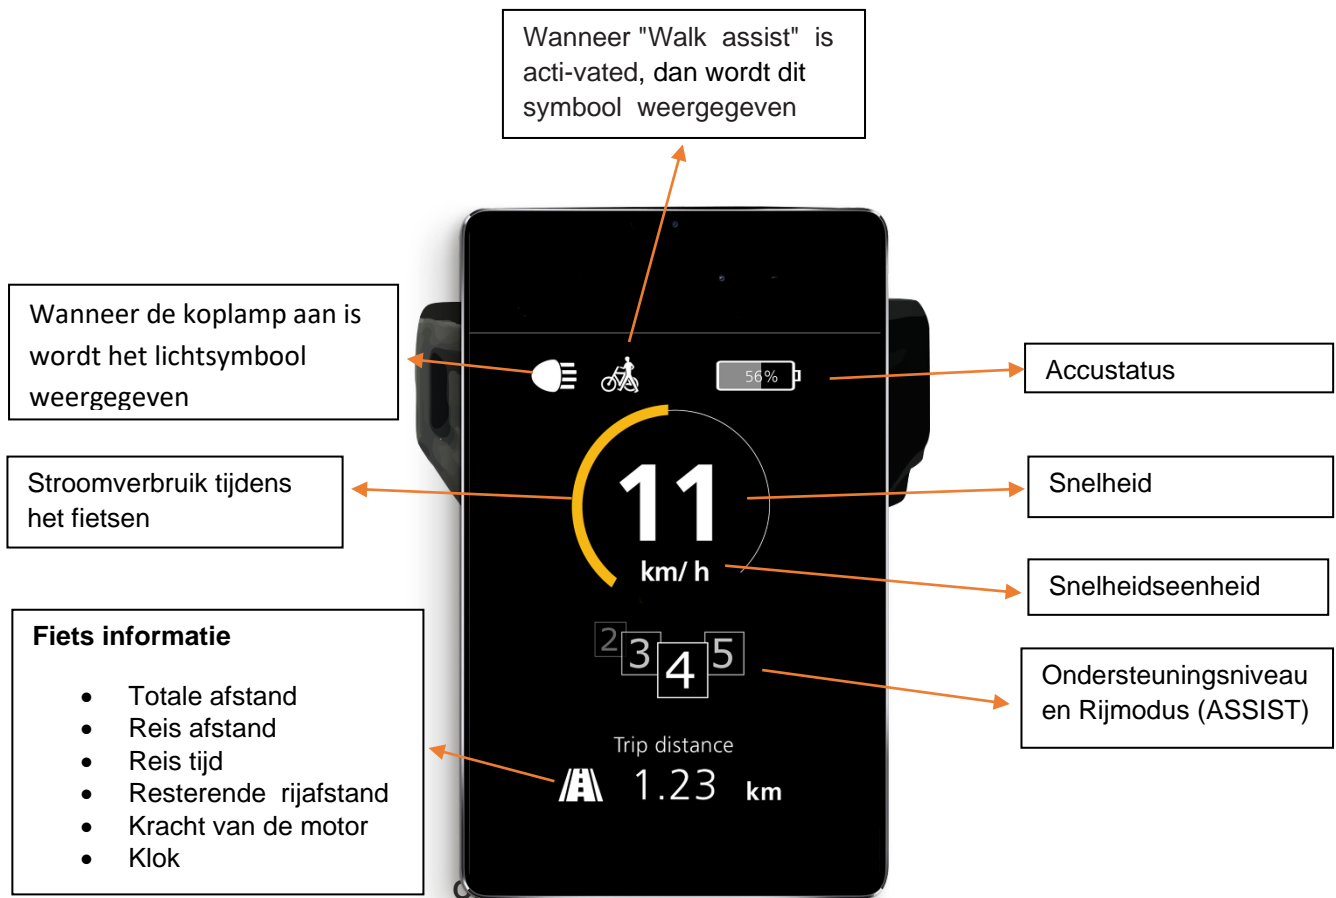 Wanneer "Walk assist" is
acti-vated, dan wordt dit
symbool weergegeven
Wanneer de koplamp aan is
wordt het lichtsymbool
weergegeven
56%
Accustatus
Stroomverbruik tijdens
het fietsen
11
km/ h
Snelheid
Snelheidseenheid
Fiets informatie
• Totale afstand
• Reis afstand
• Reis tijd
• Resterende rijafstand
• Kracht van de motor
• Klok
2 3 4 5
Ondersteuningsniveau
en Rijmodus (ASSIST)
Trip distance
1.23 km